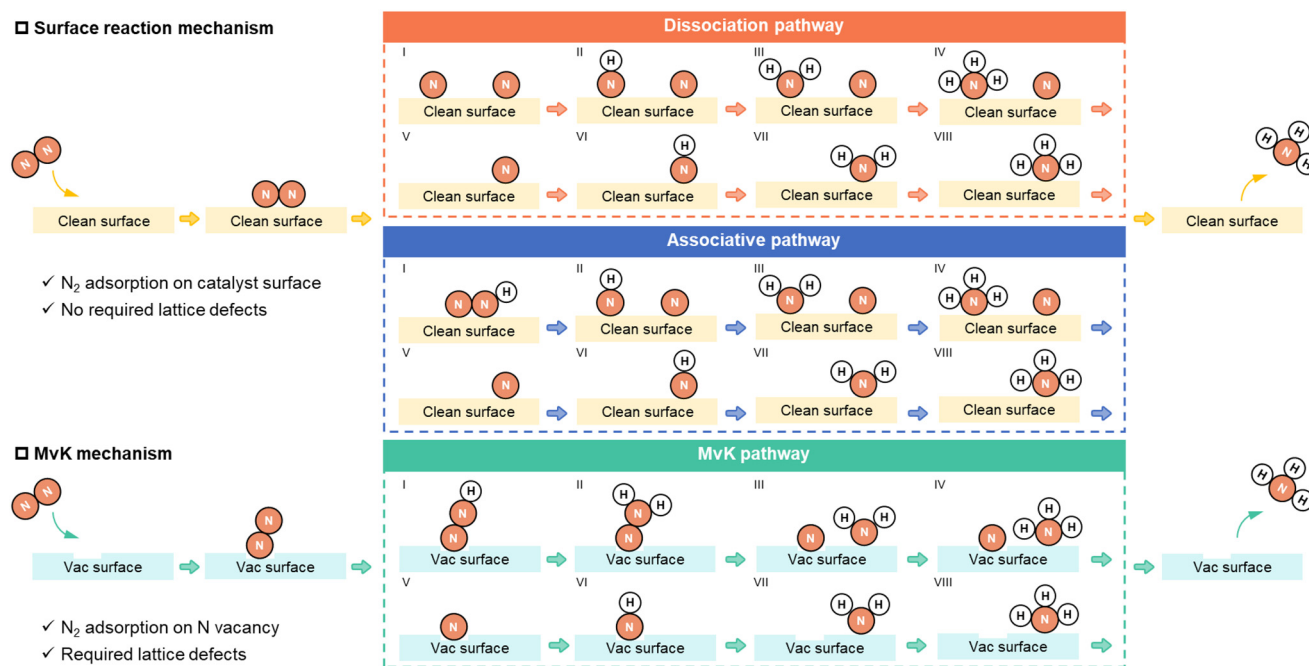 Surface reaction mechanism
N
N
Clean surface
N N
Clean surface
✓ N₂ adsorption on catalyst surface
✓ No required lattice defects
Dissociation pathway
I
N N
Clean surface
II
H
N N
Clean surface
III
H H
N N
Clean surface
IV
H
H H
N N
Clean surface
V
N
Clean surface
VI
H
N
Clean surface
VII
H H
N
Clean surface
VIII
H
H N H
Clean surface
Associative pathway
I
H
N N
Clean surface
II
H
N N
Clean surface
III
H H
N N
Clean surface
IV
H
H H
N N
Clean surface
V
N
Clean surface
VI
H
N
Clean surface
VII
H H
N
Clean surface
VIII
H
H N H
Clean surface
H
H N
H
Clean surface
MvK mechanism
N
N
Vac surface
N
N
Vac surface
✓ N₂ adsorption on N vacancy
✓ Required lattice defects
MvK pathway
I
H
N
N
Vac surface
II
H H
N
N
Vac surface
III
H H
N N
Vac surface
IV
H
H H
N N
Vac surface
V
N
Vac surface
VI
H
N
Vac surface
VII
H H
N
Vac surface
VIII
H
H N H
Vac surface
H
H N
H
Vac surface